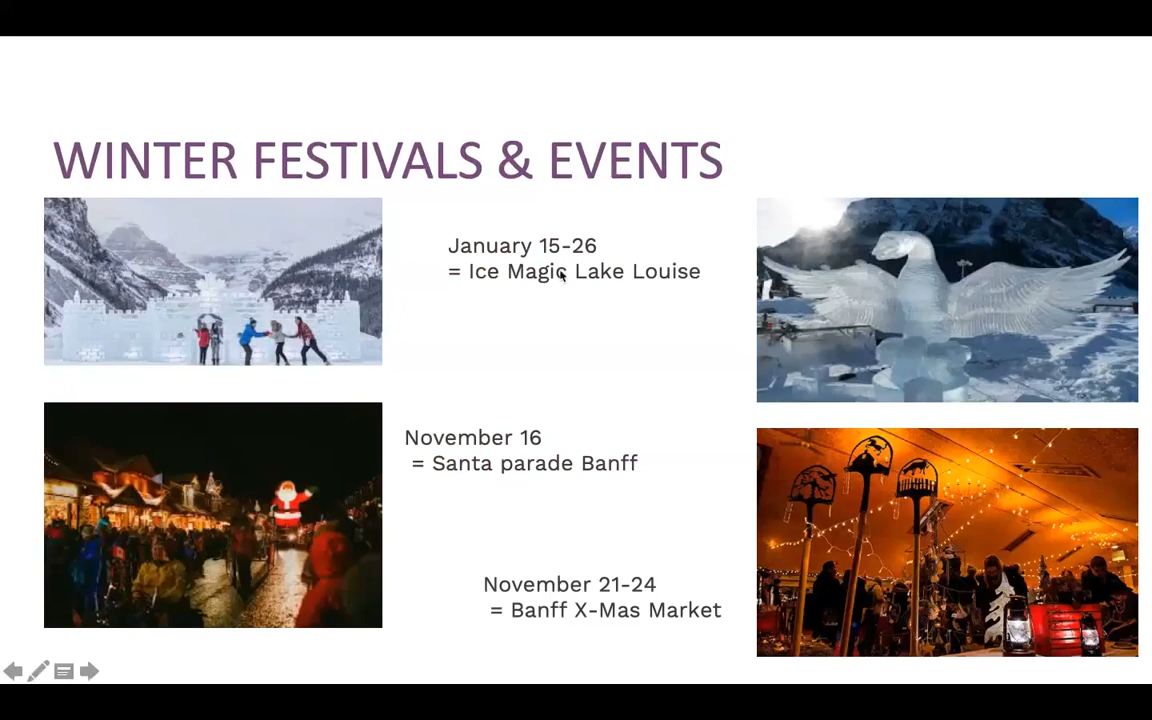 WINTER FESTIVALS & EVENTS
January 15-26
= Ice Magic Lake Louise
November 16
= Santa parade Banff
November 21-24
= Banff X-Mas Market